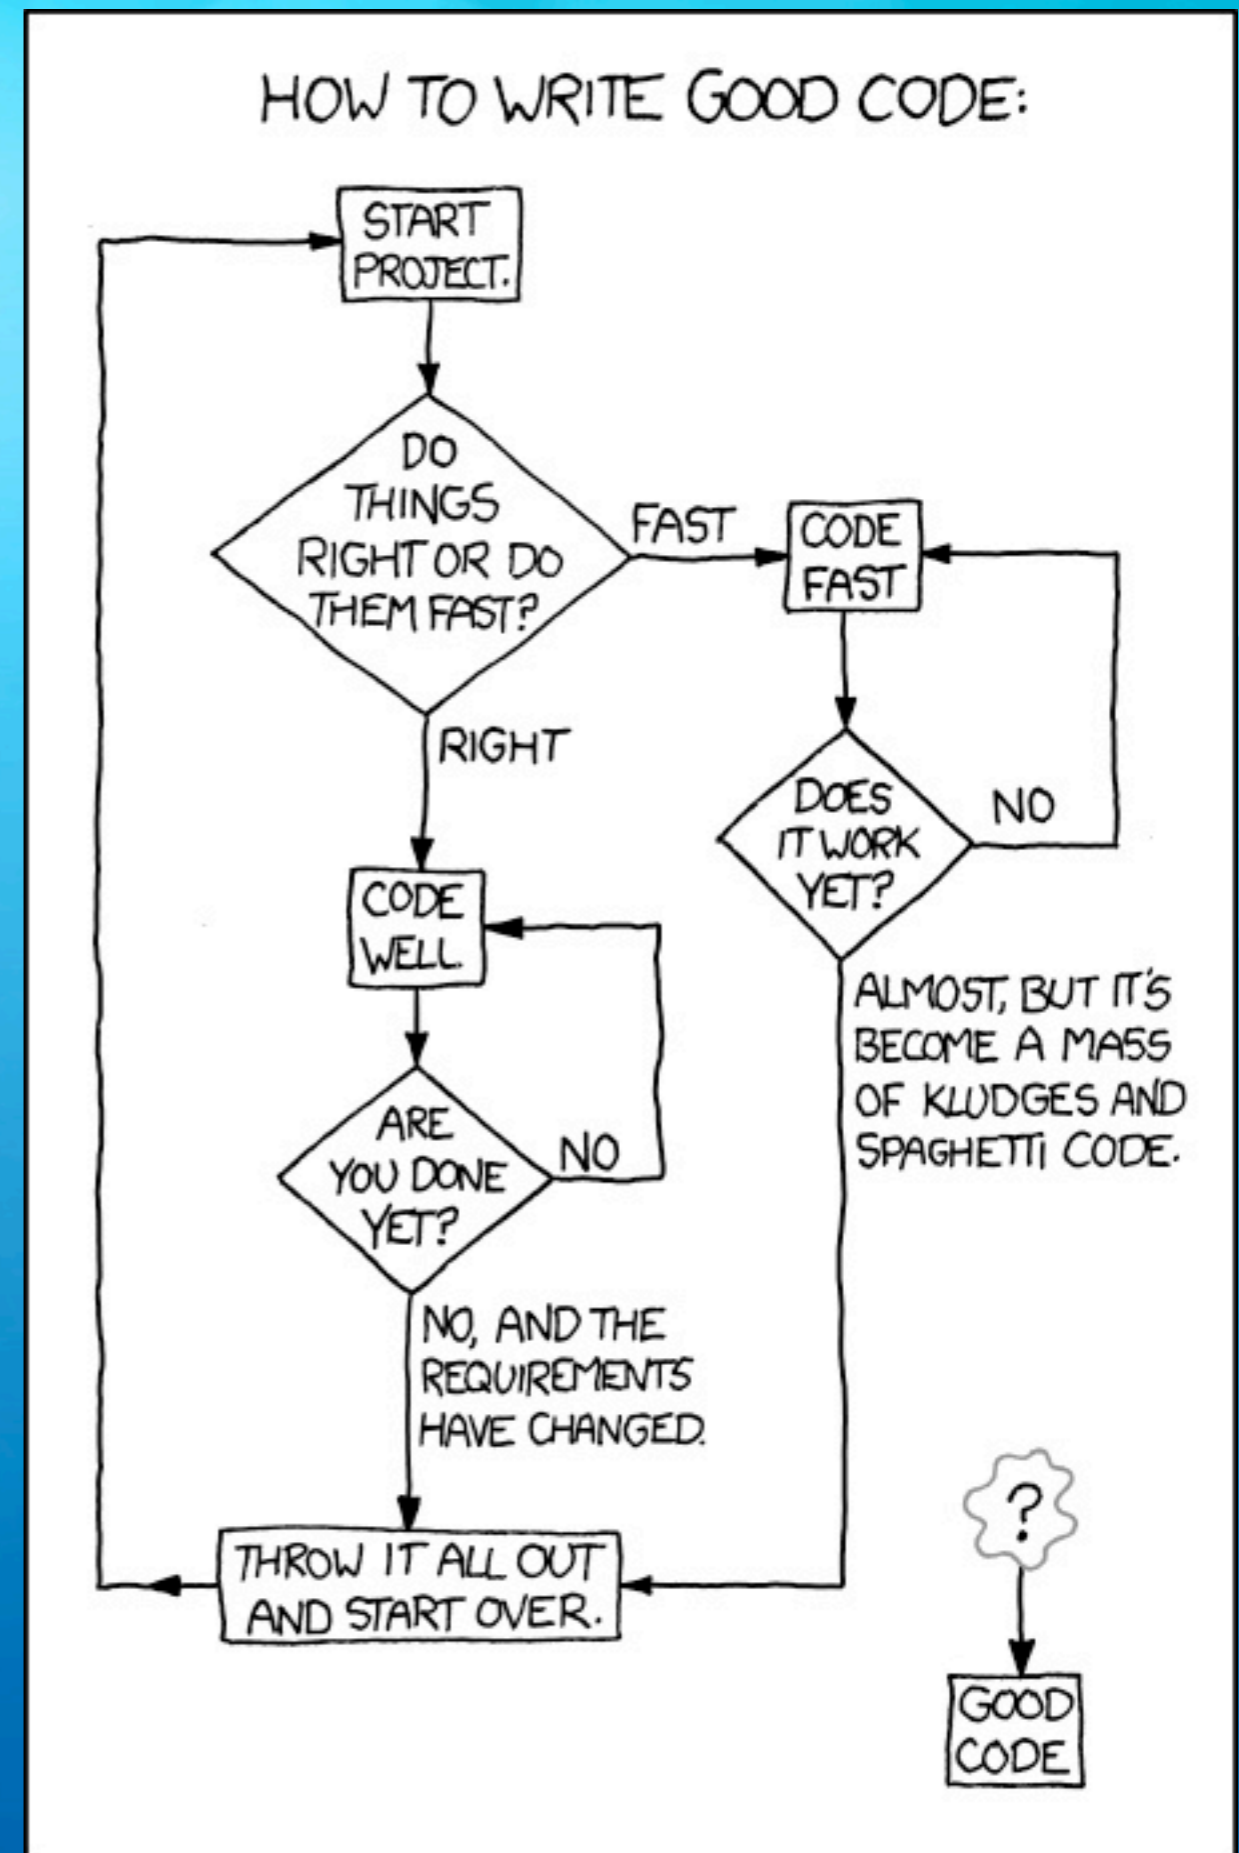 HOW TO WRITE GOOD CODE:
START
PROJECT.
DO
THINGS
RIGHT OR DO
THEM FAST?
FAST
CODE
FAST
RIGHT
DOES
IT WORK
YET?
NO
CODE
WELL.
ALMOST, BUT IT'S
BECOME A MASS
OF KLUDGES AND
SPAGHETTI CODE.
ARE
YOU DONE
YET?
NO
NO, AND THE
REQUIREMENTS
HAVE CHANGED.
THROW IT ALL OUT
AND START OVER.
?
GOOD
CODE